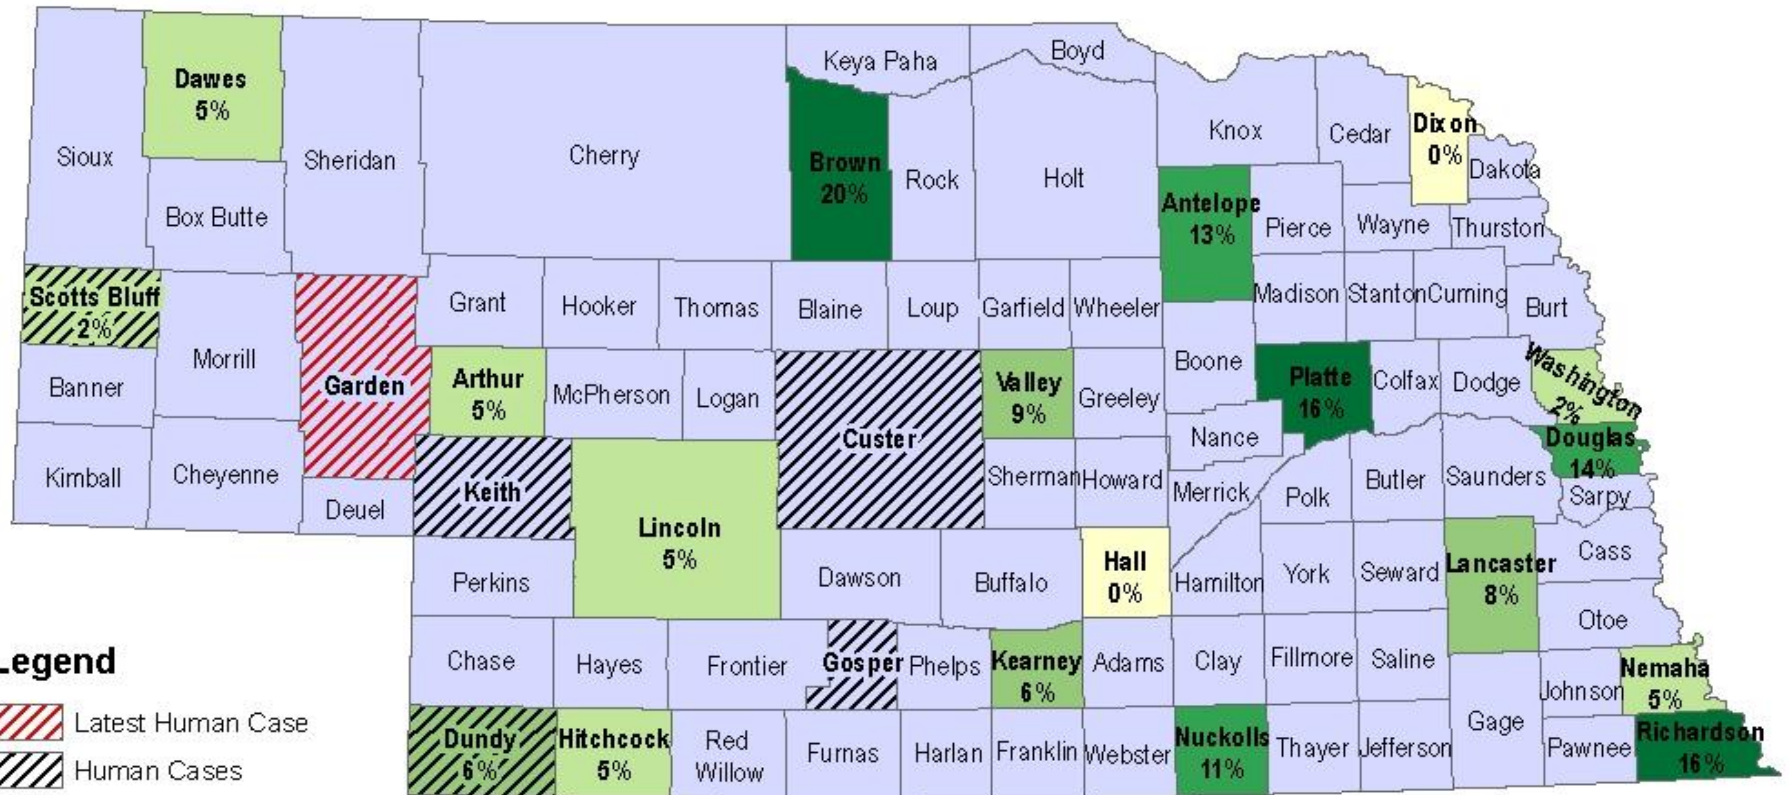 Keya Paha
Boyd
Dawes
5%
Sioux
Sheridan
Cherry
Brown
20%
Rock
Holt
Knox
Cedar
Dixon
0%
Dakota
Box Butte
Antelope
13%
Pierce
Wayne
Thurston
Scotts Bluff
2%
Grant
Hooker
Thomas
Blaine
Loup
Garfield
Wheeler
Madison
Stanton
Cuming
Burt
Banner
Morrill
Garden
Arthur
5%
McPherson
Logan
Custer
Valley
9%
Greeley
Boone
Platte
16%
Colfax
Dodge
Washington
2%
Kimball
Cheyenne
Deuel
Keith
Lincoln
5%
Sherman
Howard
Nance
Merrick
Polk
Butler
Saunders
Douglas
14%
Sarpy
Perkins
Dawson
Buffalo
Hall
0%
Hamilton
York
Seward
Lancaster
8%
Cass
Otoe
Chase
Hayes
Frontier
Gosper
Phelps
Kearney
6%
Adams
Clay
Fillmore
Saline
Johnson
Nemaha
5%
Dundy
6%
Hitchcock
5%
Red
Willow
Furnas
Harlan
Franklin
Webster
Nuckolls
11%
Thayer
Jefferson
Gage
Pawnee
Richardson
16%
Legend
Latest Human Case
Human Cases